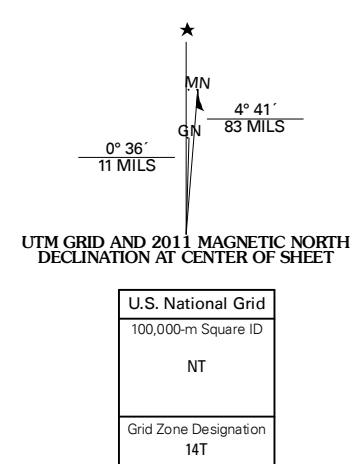 MN
4° 41´
83 MILS
GN
0° 36´
11 MILS
UTM GRID AND 2011 MAGNETIC NORTH
DECLINATION AT CENTER OF SHEET
U.S. National Grid
100,000-m Square ID
NT
Grid Zone Designation
14T